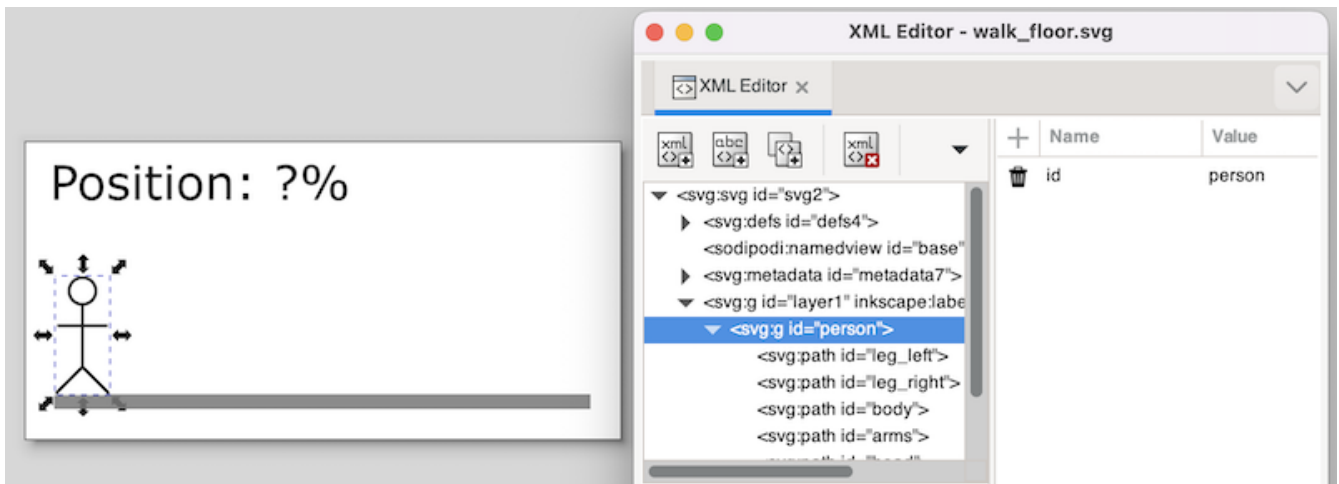 XML Editor - walk_floor.svg
XML Editor
Name
Value
Position: ?%
id
person
<svg:svg id="svg2">
<svg:defs id="defs4">
<sodipodi:namedview id="base"
<svg:metadata id="metadata7">
<svg:g id="layer1" inkscape:labe
<svg:g id="person">
<svg:path id="leg_left">
<svg:path id="leg_right">
<svg:path id="body">
<svg:path id="arms">